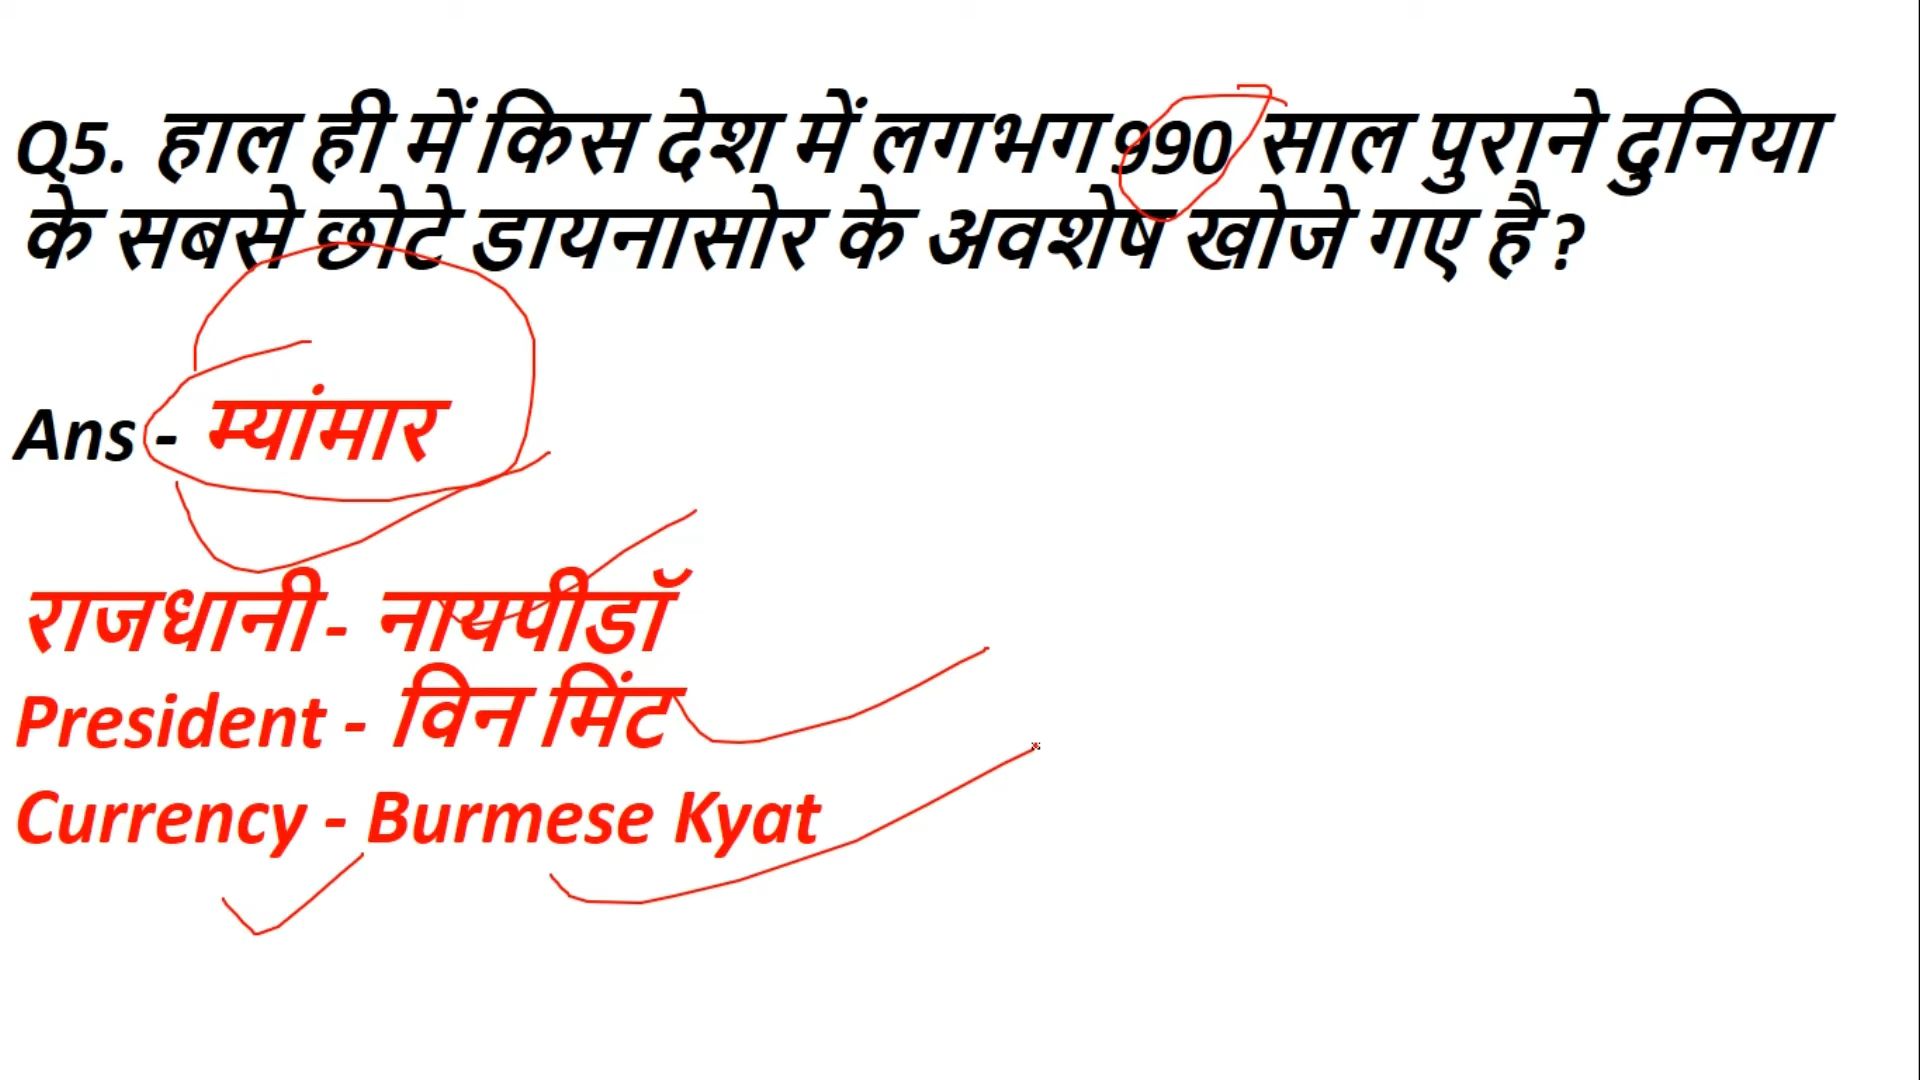 Q5. हाल ही में किस देश में लगभग 990 साल पुराने दुनिया
के सबसे छोटे डायनासोर के अवशेष खोजे गए है ?
Ans - म्यांमार
राजधानी - नायपीडॉ
President - विन मिंट
Currency - Burmese Kyat